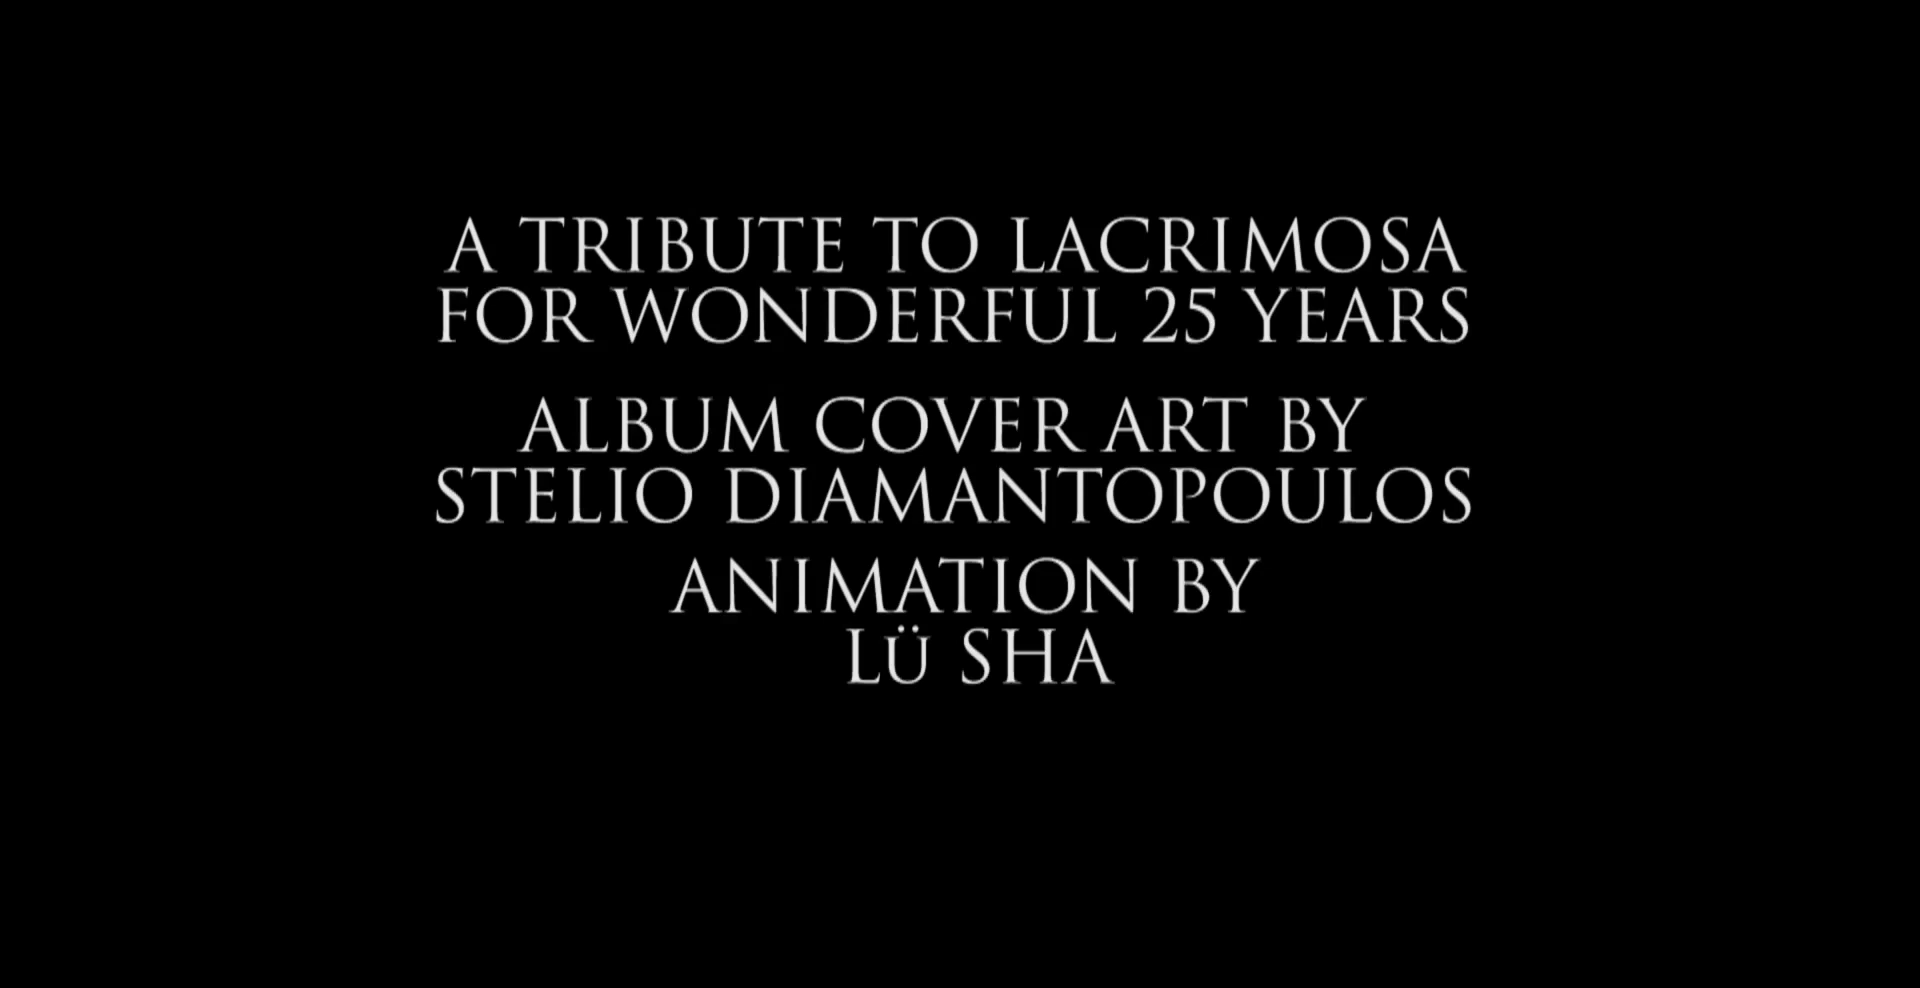 A TRIBUTE TO LACRIMOSA
FOR WONDERFUL 25 YEARS
ALBUM COVER ART BY
STELIO DIAMANTOPOULOS
ANIMATION BY
LÜ SHA